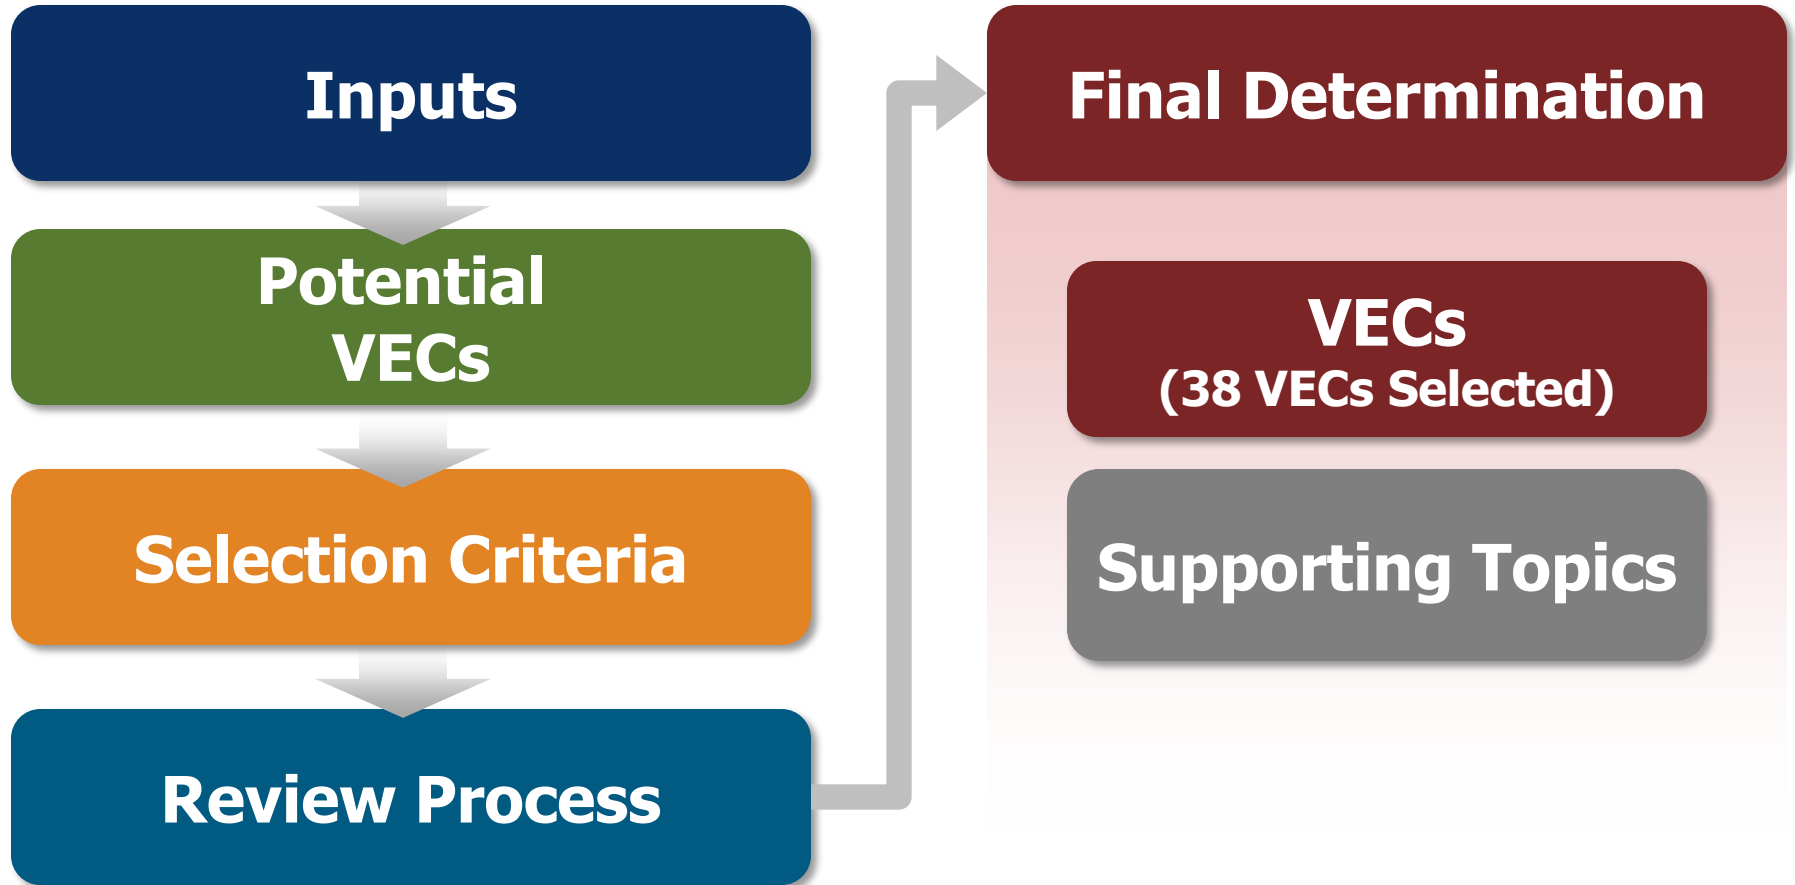 Inputs
Potential
VECs
Selection Criteria
Review Process
Final Determination
VECs
(38 VECs Selected)
Supporting Topics